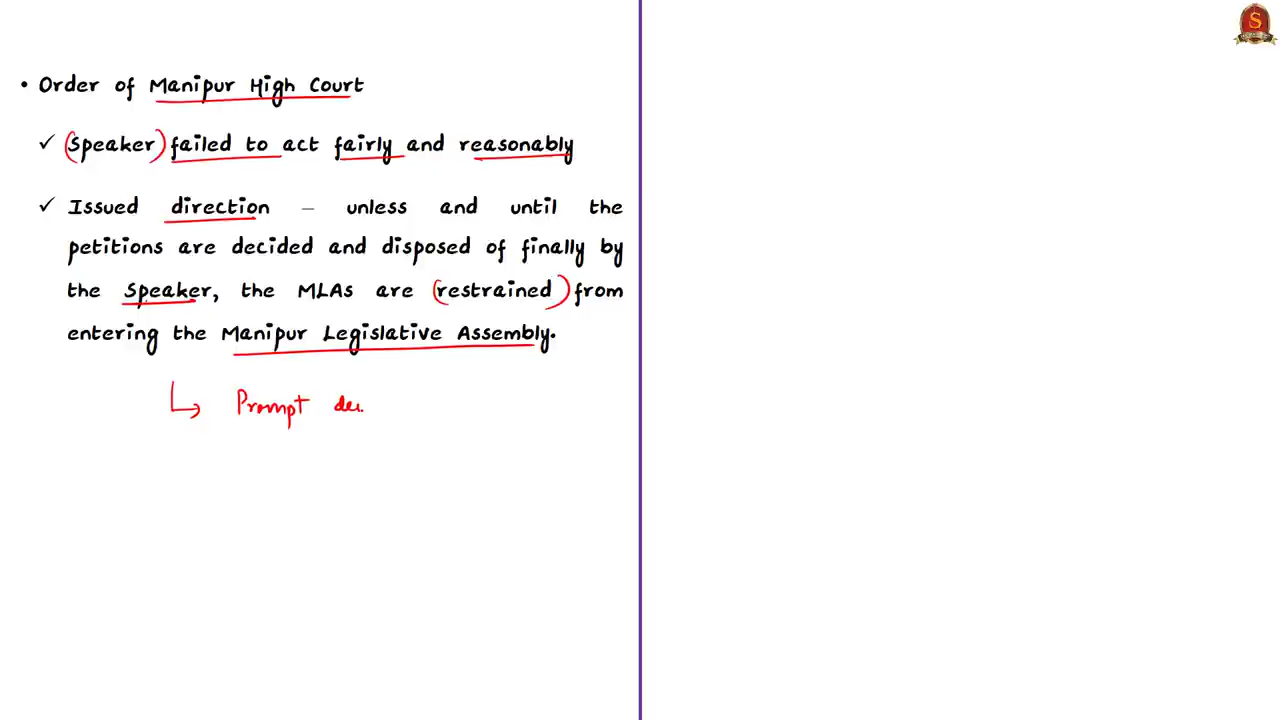 • Order of Manipur High Court
✓ (Speaker) failed to act fairly and reasonably
✓ Issued direction – unless and until the
petitions are decided and disposed of finally by
the Speaker, the MLAs are (restrained) from
entering the Manipur Legislative Assembly.
Prompt
S